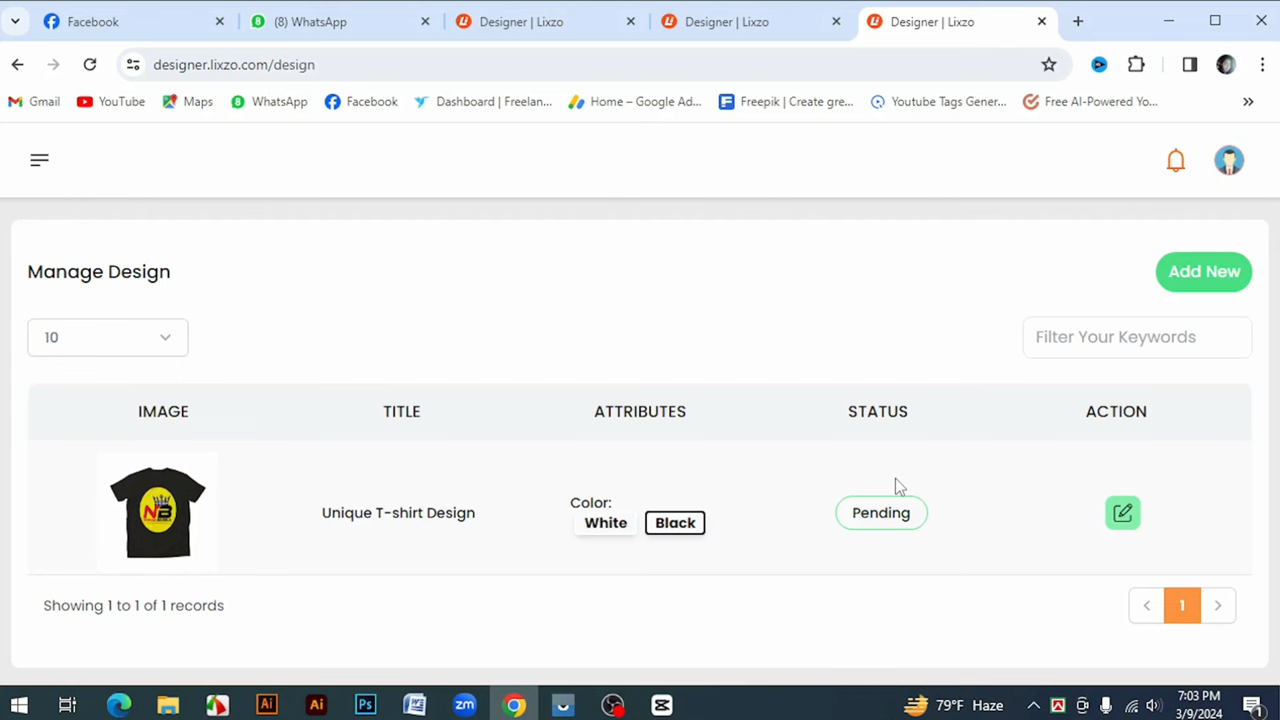 Facebook
(8) WhatsApp
Designer | Lixzo
Designer | Lixzo
Designer | Lixzo
designer.lixzo.com/design
Gmail
YouTube
Maps
WhatsApp
Facebook
Dashboard | Freelan...
Home – Google Ad...
Freepik | Create gre...
Youtube Tags Gener...
Free AI-Powered Yo...
Manage Design
Add New
10
Filter Your Keywords
IMAGE TITLE ATTRIBUTES STATUS ACTION
NB
Unique T-shirt Design
Color:
White Black
Pending
Showing 1 to 1 of 1 records
1
79°F Haze
7:03 PM
3/9/2024